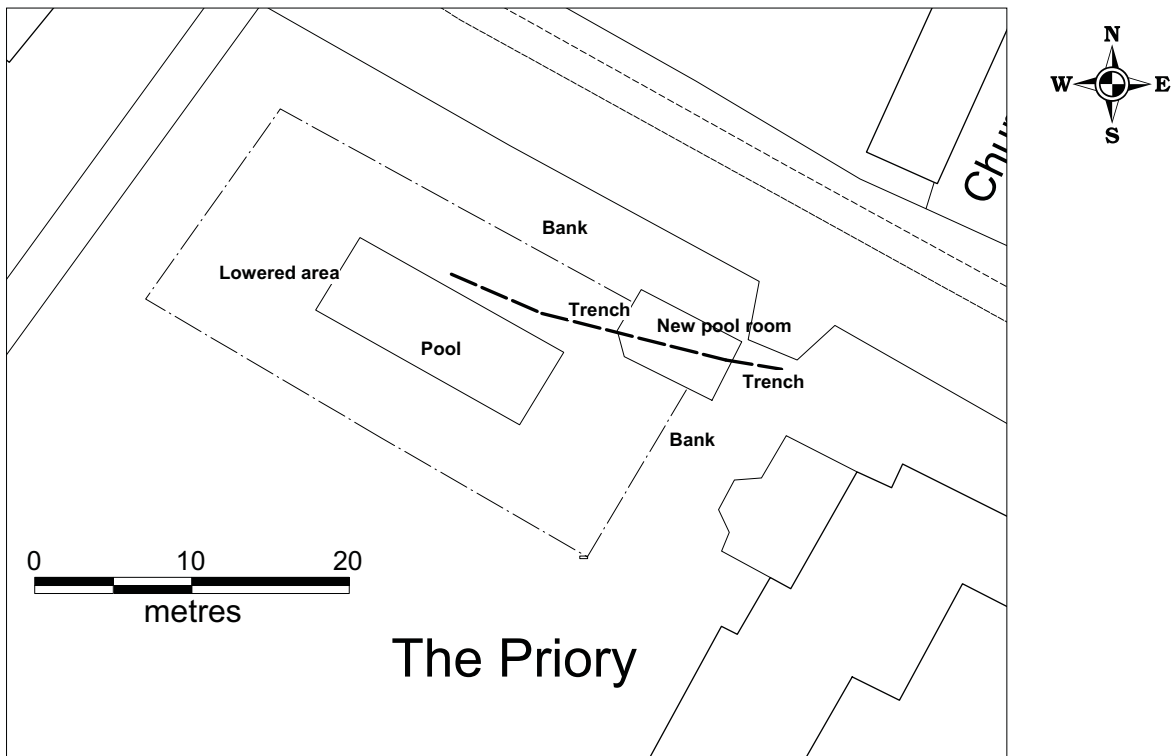 N
W E
S
Bank
Lowered area
Trench
New pool room
Pool
Trench
Bank
0 10 20
metres
The Priory